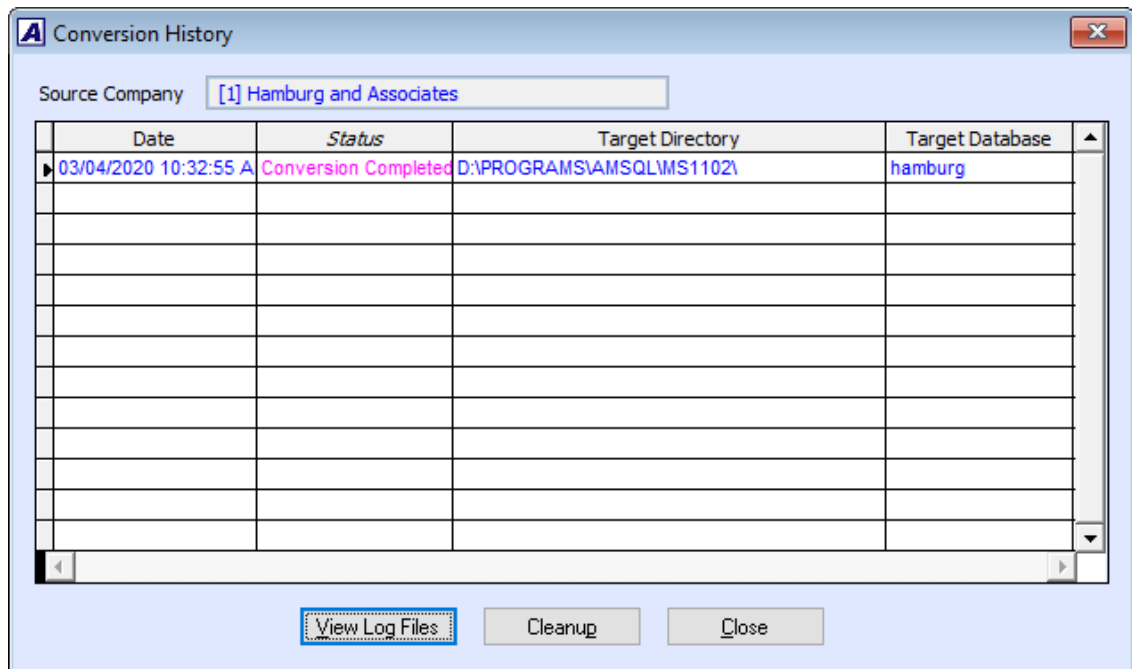 Conversion History
Source Company [1] Hamburg and Associates
Date Status Target Directory Target Database
03/04/2020 10:32:55 A Conversion Completed D:\PROGRAMS\AMSQL\MS1102\ hamburg
View Log Files Cleanup Close